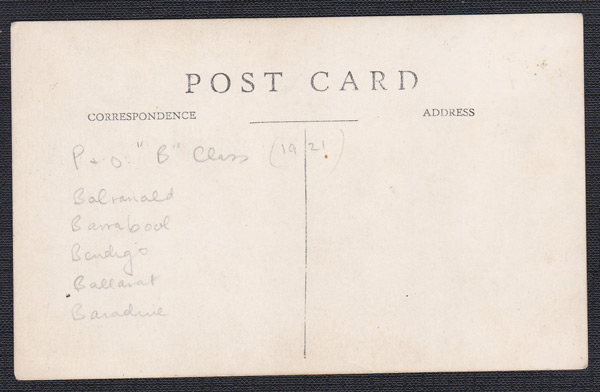 POST CARD
CORRESPONDENCE ADDRESS
P & O. "B" Class (1921)
Balranald
Barrabool
Bendigo
Ballarat
Baradine